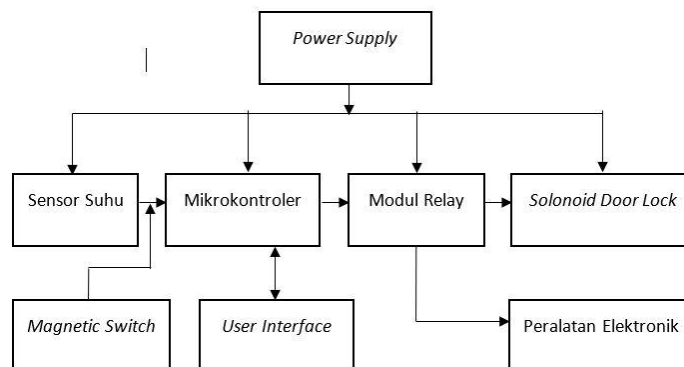 Power Supply
Sensor Suhu
Mikrokontroler
Modul Relay
Solonoid Door Lock
Magnetic Switch
User Interface
Peralatan Elektronik